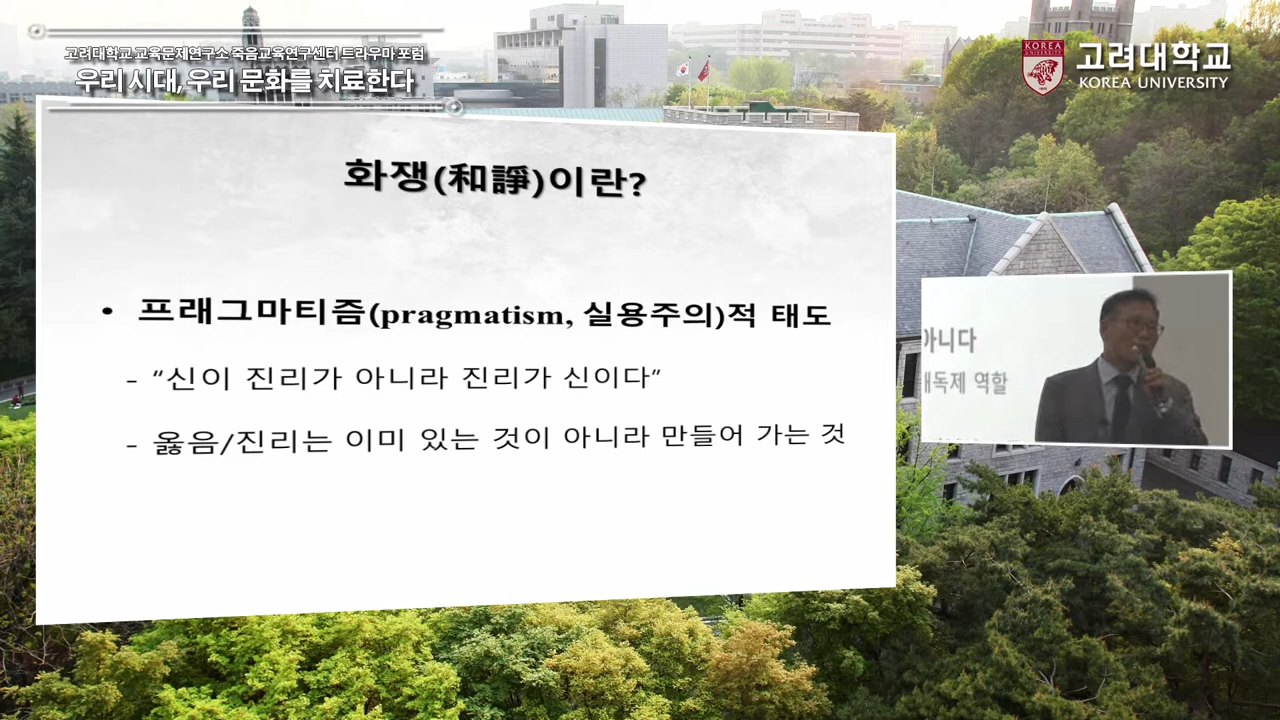 고려대학교 교육문제연구소 죽음교육연구센터 트라우마 포럼
우리 시대, 우리 문화를 치료한다
KOREA
UNIVERSITY
고려대학교
KOREA UNIVERSITY
화쟁(和諍)이란?
• 프래그마티즘(pragmatism, 실용주의)적 태도
- “신이 진리가 아니라 진리가 신이다”
- 옳음/진리는 이미 있는 것이 아니라 만들어 가는 것
아니다
독제 역할